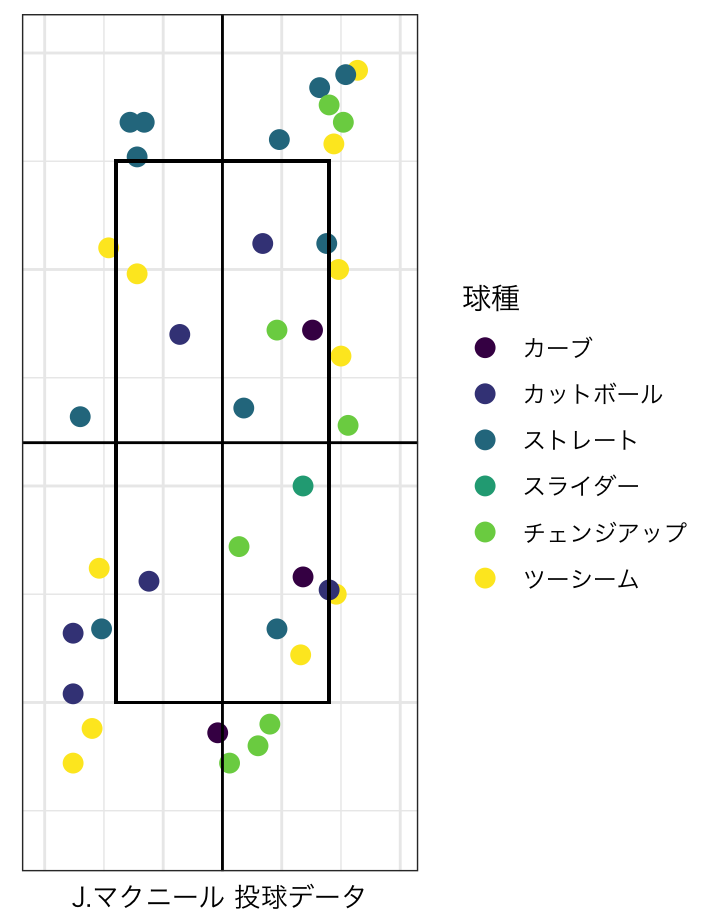 球種
カーブ
カットボール
ストレート
スライダー
チェンジアップ
ツーシーム
J.マクニール 投球データ